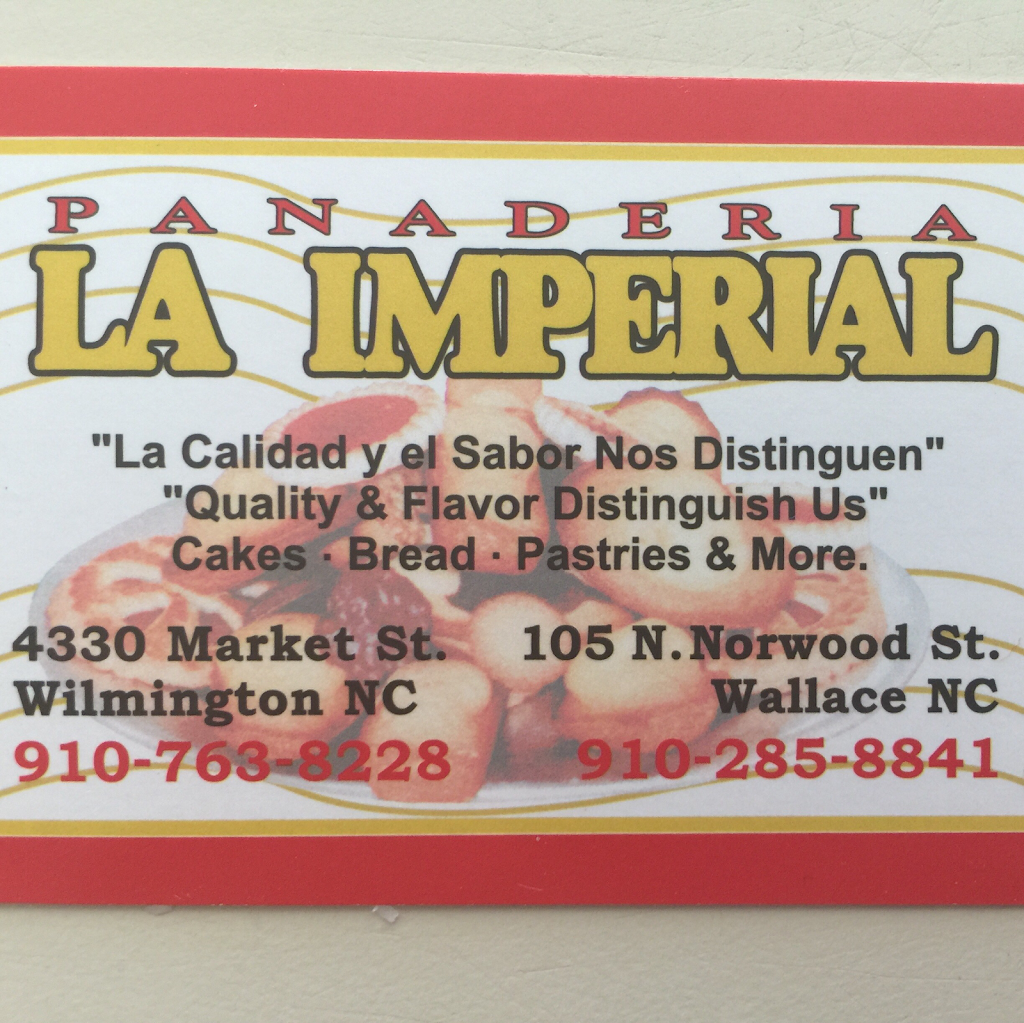 PANADERIA
LA IMPERIAL
"La Calidad y el Sabor Nos Distinguen"
"Quality & Flavor Distinguish Us"
Cakes · Bread · Pastries & More.
4330 Market St.
Wilmington NC
910-763-8228
105 N. Norwood St.
Wallace NC
910-285-8841